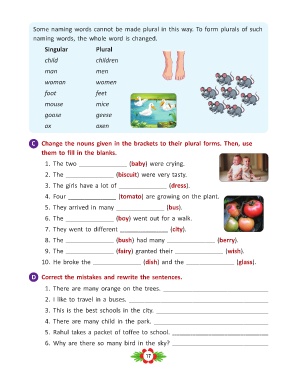 Some naming words cannot be made plural in this way. To form plurals of such
naming words, the whole word is changed.
Singular Plural
child children
man men
woman women
foot feet
mouse mice
goose geese
ox oxen
C Change the nouns given in the brackets to their plural forms. Then, use
them to fill in the blanks.
1. The two ______________ (baby) were crying.
2. The ______________ (biscuit) were very tasty.
3. The girls have a lot of ______________ (dress).
4. Four ______________ (tomato) are growing on the plant.
5. They arrived in many ______________ (bus).
6. The ______________ (boy) went out for a walk.
7. They went to different ______________ (city).
8. The ______________ (bush) had many ______________ (berry).
9. The ______________ (fairy) granted their ______________ (wish).
10. He broke the ______________ (dish) and the ______________ (glass).
D Correct the mistakes and rewrite the sentences.
1. There are many orange on the trees. ______________
2. I like to travel in a buses. ______________
3. This is the best schools in the city. ______________
4. There are many child in the park. ______________
5. Rahul takes a packet of toffee to school. ______________
6. Why are there so many bird in the sky? ______________
17